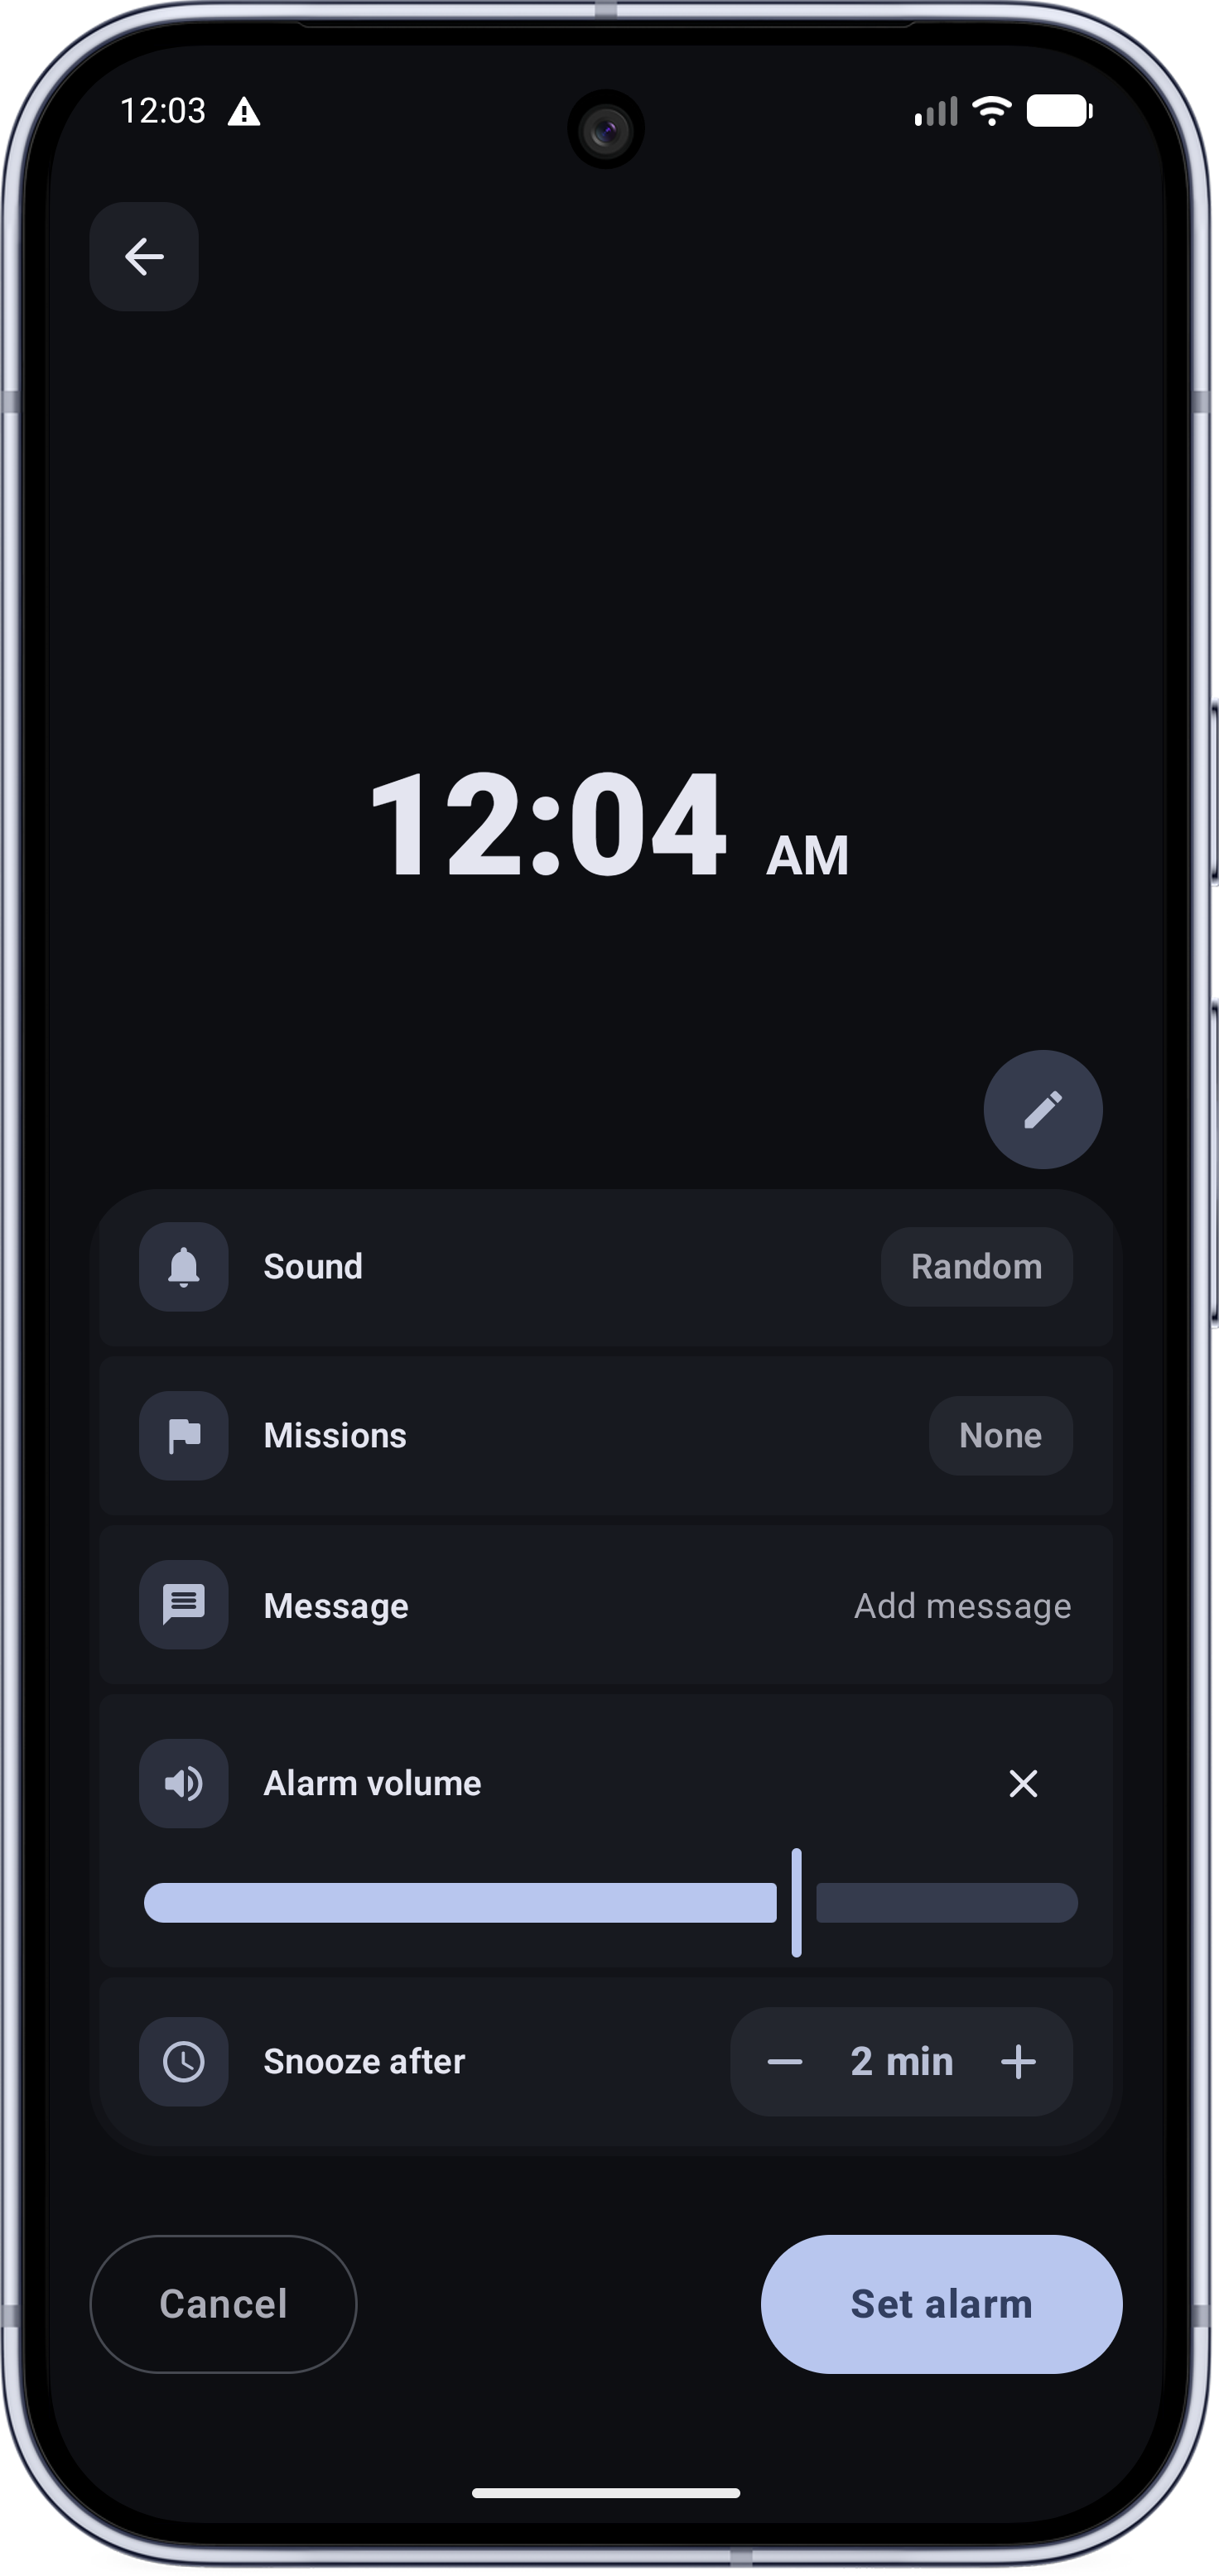 12:03
12:04 AM
Sound Random
Missions None
Message Add message
Alarm volume
Snooze after 2 min
Cancel Set alarm